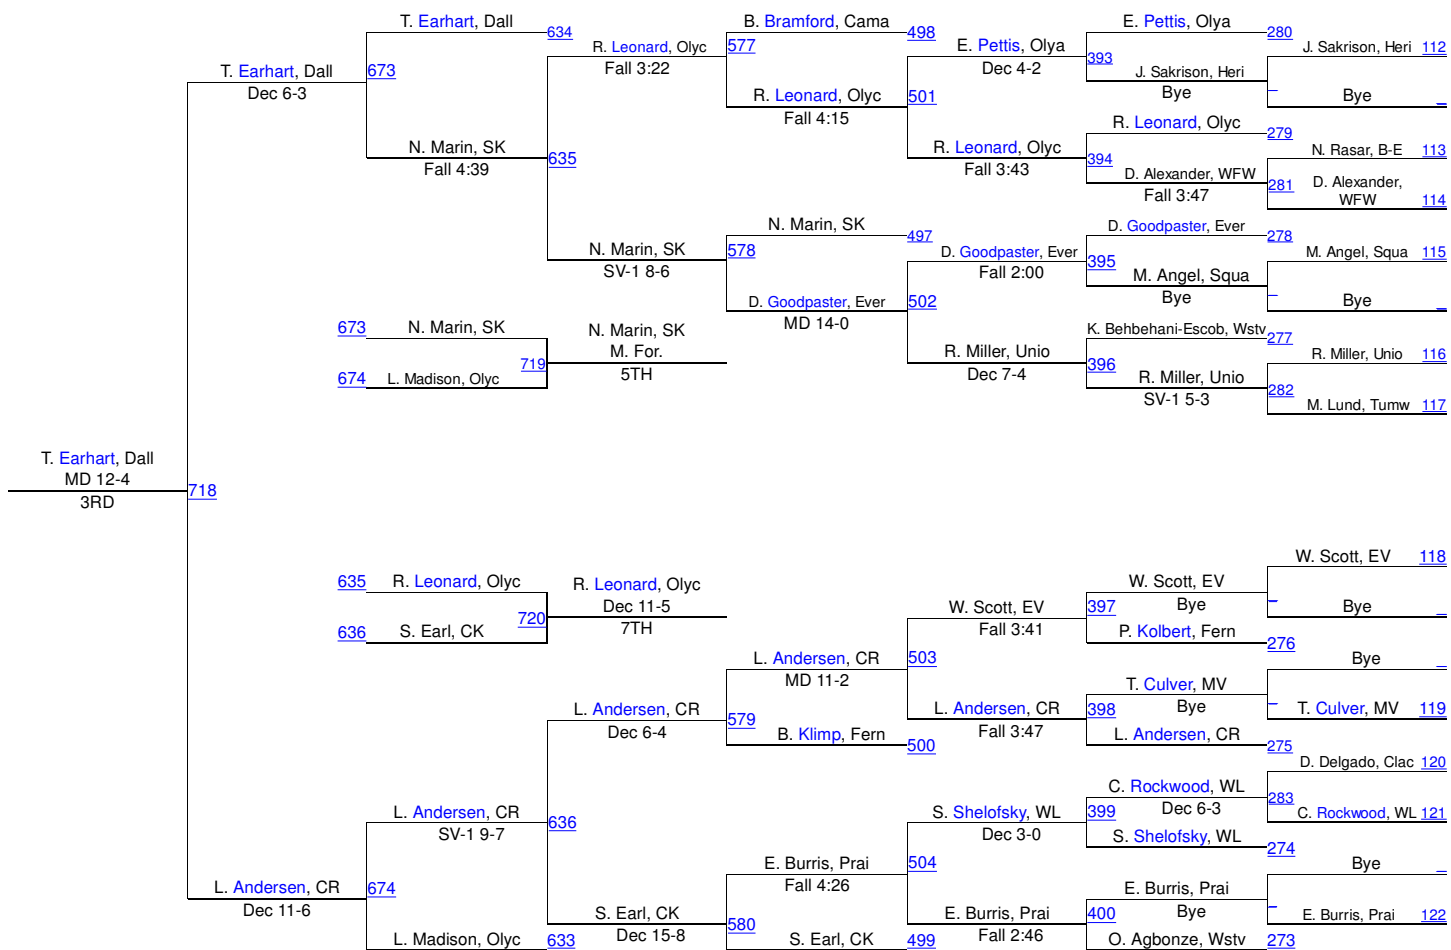 T. Earhart, Dall
634
B. Bramford, Cama
498
E. Pettis, Olya
280
R. Leonard, Olyc
577
Fall 3:22
E. Pettis, Olya
Dec 4-2
393
J. Sakrison, Heri 112
T. Earhart, Dall
673
Dec 6-3
J. Sakrison, Heri
Bye
Bye
R. Leonard, Olyc
501
Fall 4:15
R. Leonard, Olyc
279
N. Marin, SK
635
Fall 4:39
R. Leonard, Olyc
394
Fall 3:43
N. Rasar, B-E 113
D. Alexander, WFW
281
Fall 3:47
D. Alexander,
WFW 114
N. Marin, SK
497
D. Goodpaster, Ever
278
N. Marin, SK
578
SV-1 8-6
D. Goodpaster, Ever
395
Fall 2:00
M. Angel, Squa 115
M. Angel, Squa
Bye
Bye
D. Goodpaster, Ever
502
MD 14-0
673 N. Marin, SK
N. Marin, SK
M. For.
719
5TH
K. Behbehani-Escob, Wstv
277
674 L. Madison, Olyc
R. Miller, Unio
396
Dec 7-4
R. Miller, Unio 116
R. Miller, Unio
282
SV-1 5-3
M. Lund, Tumw 117
T. Earhart, Dall
MD 12-4
718
3RD
W. Scott, EV 118
635 R. Leonard, Olyc
R. Leonard, Olyc
Dec 11-5
720
7TH
W. Scott, EV
Bye
397
Bye
W. Scott, EV
Fall 3:41
636 S. Earl, CK
P. Kolbert, Fern
276
L. Andersen, CR
503
MD 11-2
Bye
T. Culver, MV
Bye
L. Andersen, CR
579
Dec 6-4
L. Andersen, CR
398
Fall 3:47
T. Culver, MV 119
B. Klimp, Fern
500
L. Andersen, CR
275
D. Delgado, Clac 120
C. Rockwood, WL
283
Dec 6-3
L. Andersen, CR
636
SV-1 9-7
S. Shelofsky, WL
399
Dec 3-0
C. Rockwood, WL 121
S. Shelofsky, WL
274
E. Burris, Prai
504
Fall 4:26
Bye
L. Andersen, CR
674
Dec 11-6
E. Burris, Prai
Bye
S. Earl, CK
580
Dec 15-8
E. Burris, Prai
400
Fall 2:46
E. Burris, Prai 122
L. Madison, Olyc
633
S. Earl, CK
499
O. Agbonze, Wstv
273